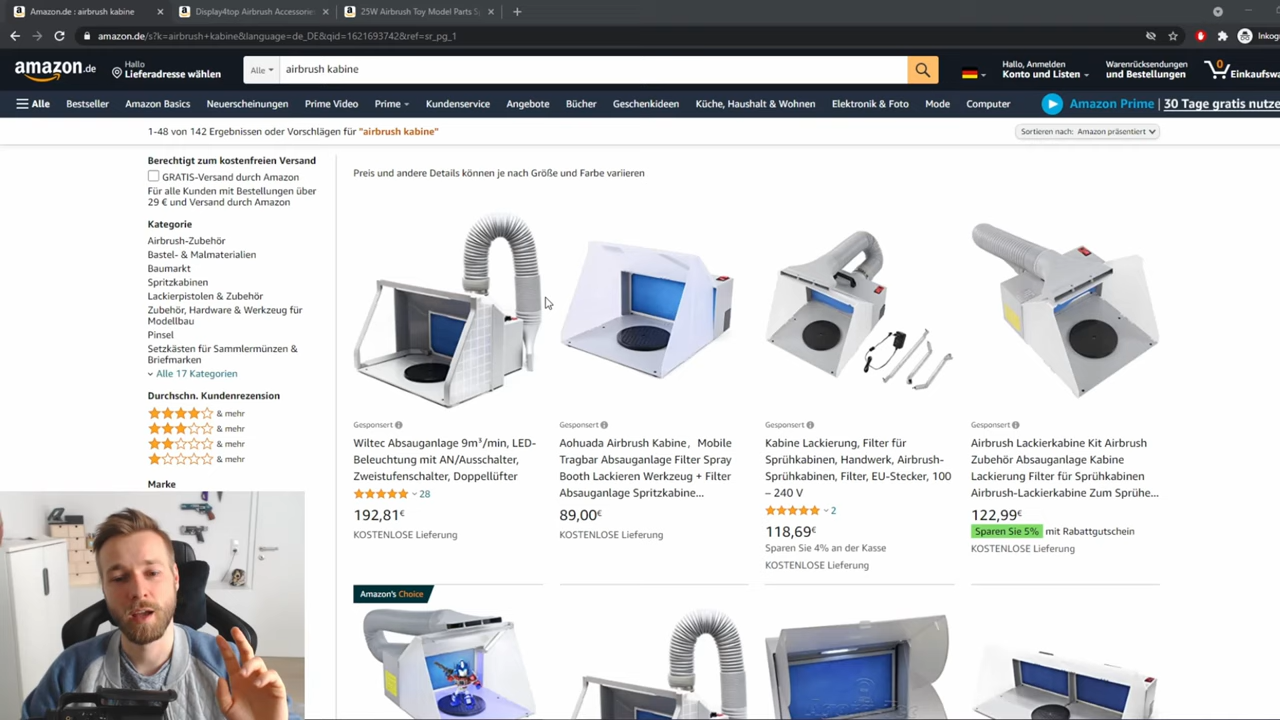 Amazon.de : airbrush kabine
Display4top Airbrush Accessorie
25W Airbrush Toy Model Parts S
amazon.de/s?k=airbrush+kabine&language=de_DE&qid=1621693742&ref=sr_pg_1
Inkog
amazon.de
Hallo
Lieferadresse wählen
Alle
airbrush kabine
Hallo, Anmelden
Konto und Listen
Warenrücksendungen
und Bestellungen
0
Einkaufswa
Alle
Bestseller
Amazon Basics
Neuerscheinungen
Prime Video
Prime
Kundenservice
Angebote
Bücher
Geschenkideen
Küche, Haushalt & Wohnen
Elektronik & Foto
Mode
Computer
Amazon Prime | 30 Tage gratis nutze
1-48 von 142 Ergebnissen oder Vorschlägen für "airbrush kabine"
Sortieren nach: Amazon präsentiert
Berechtigt zum kostenfreien Versand
GRATIS-Versand durch Amazon
Für alle Kunden mit Bestellungen über
29 € und Versand durch Amazon
Kategorie
Airbrush-Zubehör
Bastel- & Malmaterialien
Baumarkt
Spritzkabinen
Lackierpistolen & Zubehör
Zubehör, Hardware & Werkzeug für
Modellbau
Pinsel
Setzkästen für Sammlermünzen &
Briefmarken
Alle 17 Kategorien
Durchschn. Kundenrezension
& mehr
& mehr
& mehr
& mehr
Marke
Preis und andere Details können je nach Größe und Farbe variieren
Gesponsert
Wiltec Absauganlage 9m³/min, LED-
Beleuchtung mit AN/Ausschalter,
Zweistufenschalter, Doppellüfter
28
192,81€
KOSTENLOSE Lieferung
Gesponsert
Aohuada Airbrush Kabine，Mobile
Tragbar Absauganlage Filter Spray
Booth Lackieren Werkzeug + Filter
Absauganlage Spritzkabine...
89,00€
KOSTENLOSE Lieferung
Gesponsert
Kabine Lackierung, Filter für
Sprühkabinen, Handwerk, Airbrush-
Sprühkabinen, Filter, EU-Stecker, 100
– 240 V
2
118,69€
Sparen Sie 4% an der Kasse
KOSTENLOSE Lieferung
Gesponsert
Airbrush Lackierkabine Kit Airbrush
Zubehör Absauganlage Kabine
Lackierung Filter für Sprühkabinen
Airbrush-Lackierkabine Zum Sprühe...
122,99€
Sparen Sie 5% mit Rabattgutschein
KOSTENLOSE Lieferung
Amazon's Choice